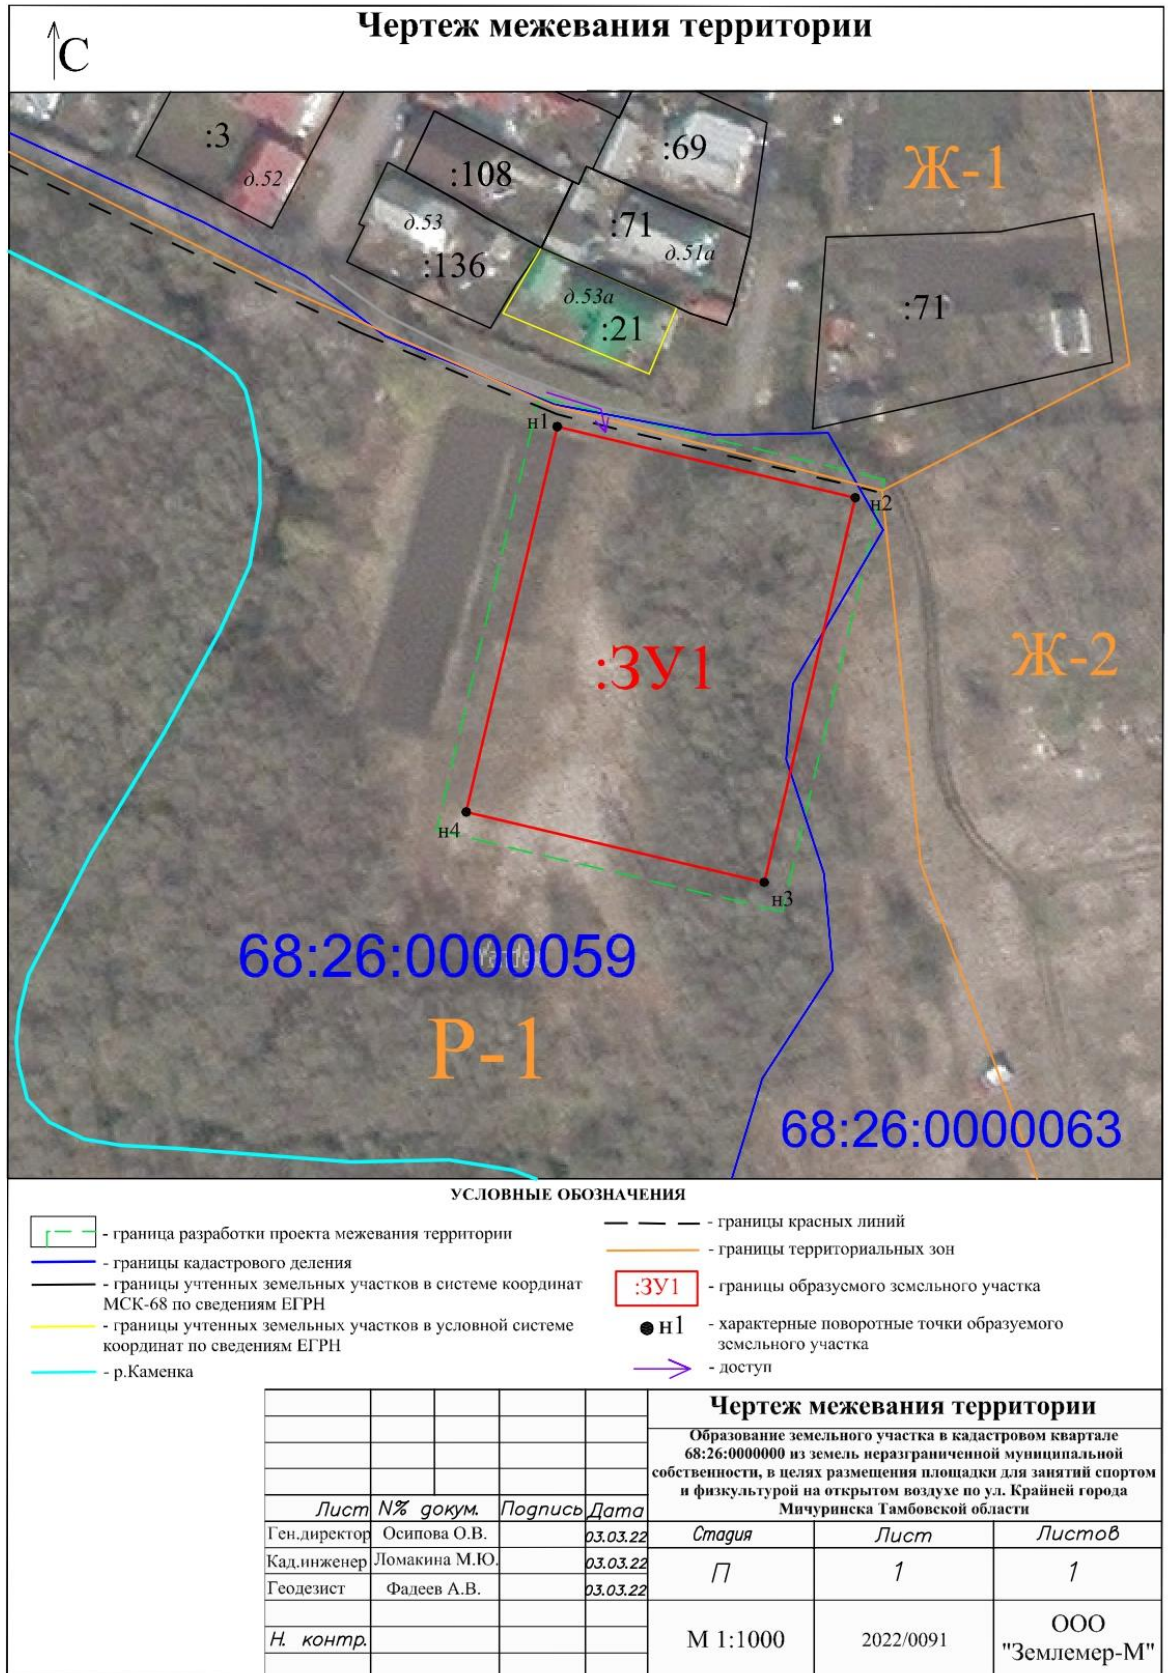 Чертеж межевания территории
С
:3
д.52
:108
:69
Ж-1
д.53
:136
:71
д.51а
д.53а
:21
:71
н1
н2
:ЗУ1
Ж-2
н4
н3
68:26:0000059
Р-1
68:26:0000063
УСЛОВНЫЕ ОБОЗНАЧЕНИЯ
- граница разработки проекта межевания территории
- границы кадастрового деления
- границы учтенных земельных участков в системе координат
МСК-68 по сведениям ЕГРН
- границы учтенных земельных участков в условной системе
координат по сведениям ЕГРН
- р.Каменка
- границы красных линий
- границы территориальных зон
:ЗУ1 - границы образуемого земельного участка
н1 - характерные поворотные точки образуемого
земельного участка
- доступ
Чертеж межевания территории
Образование земельного участка в кадастровом квартале
68:26:0000000 из земель неразграниченной муниципальной
собственности, в целях размещения площадки для занятий спортом
и физкультурой на открытом воздухе по ул. Крайней города
Мичуринска Тамбовской области
Лист N% докум. Подпись Дата
Ген.директор Осипова О.В. 03.03.22
Кад.инженер Ломакина М.Ю. 03.03.22
Геодезист Фадеев А.В. 03.03.22
Н. контр.
Стадия Лист Листов
П 1 1
М 1:1000 2022/0091 ООО
"Землемер-М"